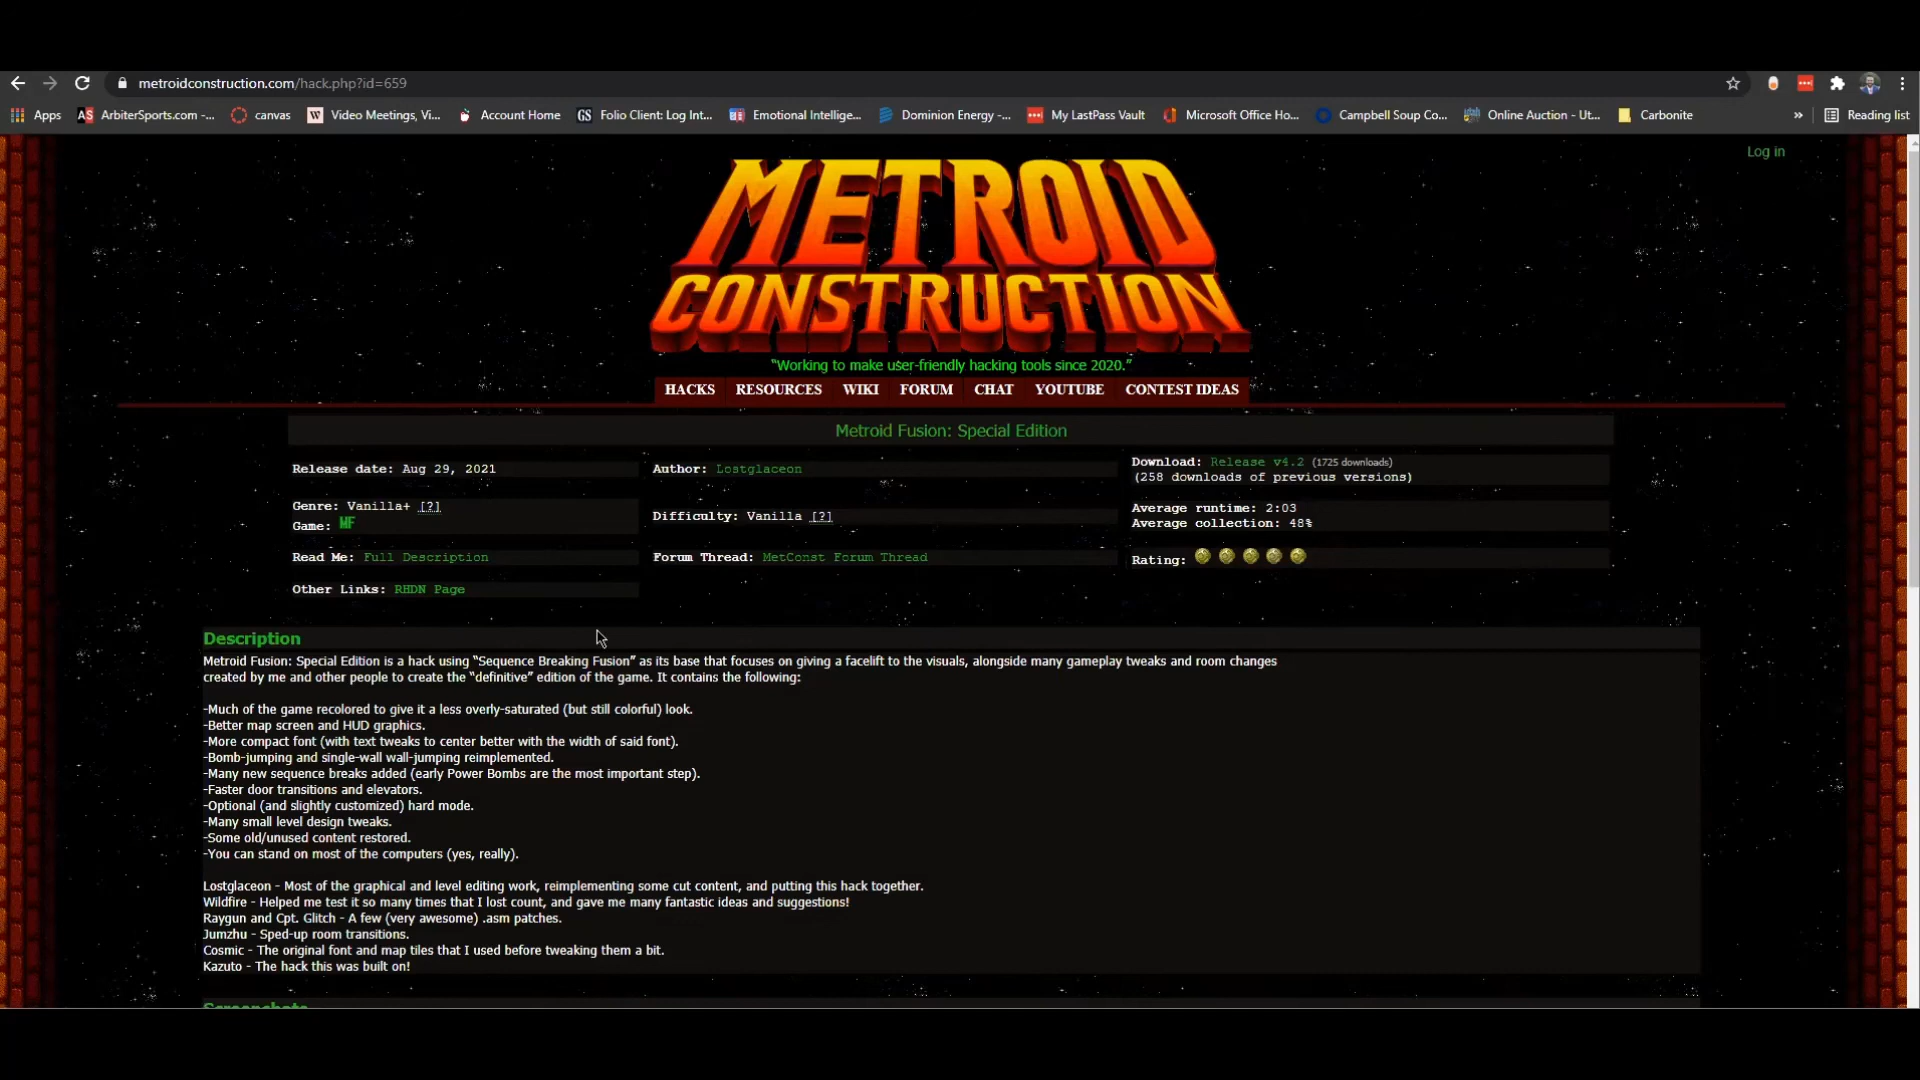 metroidconstruction.com/hack.php?id=659
Apps
AS ArbiterSports.com -...
canvas
W Video Meetings, Vi...
Account Home
GS Folio Client: Log Int...
Emotional Intellige...
Dominion Energy -...
My LastPass Vault
Microsoft Office Ho...
Campbell Soup Co...
Online Auction - Ut...
Carbonite
»
Reading list
Log in
METROID
CONSTRUCTION
"Working to make user-friendly hacking tools since 2020."
HACKS RESOURCES WIKI FORUM CHAT YOUTUBE CONTEST IDEAS
Metroid Fusion: Special Edition
Release date: Aug 29, 2021
Author: Lostglaceon
Download: Release v4.2 (1725 downloads)
(258 downloads of previous versions)
Genre: Vanilla+ [?]
Game: MF
Difficulty: Vanilla [?]
Average runtime: 2:03
Average collection: 48%
Read Me: Full Description
Forum Thread: MetConst Forum Thread
Rating:
Other Links: RHDN Page
Description
Metroid Fusion: Special Edition is a hack using “Sequence Breaking Fusion” as its base that focuses on giving a facelift to the visuals, alongside many gameplay tweaks and room changes
created by me and other people to create the “definitive” edition of the game. It contains the following:
-Much of the game recolored to give it a less overly-saturated (but still colorful) look.
-Better map screen and HUD graphics.
-More compact font (with text tweaks to center better with the width of said font).
-Bomb-jumping and single-wall wall-jumping reimplemented.
-Many new sequence breaks added (early Power Bombs are the most important step).
-Faster door transitions and elevators.
-Optional (and slightly customized) hard mode.
-Many small level design tweaks.
-Some old/unused content restored.
-You can stand on most of the computers (yes, really).
Lostglaceon - Most of the graphical and level editing work, reimplementing some cut content, and putting this hack together.
Wildfire - Helped me test it so many times that I lost count, and gave me many fantastic ideas and suggestions!
Raygun and Cpt. Glitch - A few (very awesome) .asm patches.
Jumzhu - Sped-up room transitions.
Cosmic - The original font and map tiles that I used before tweaking them a bit.
Kazuto - The hack this was built on!
Screenshots